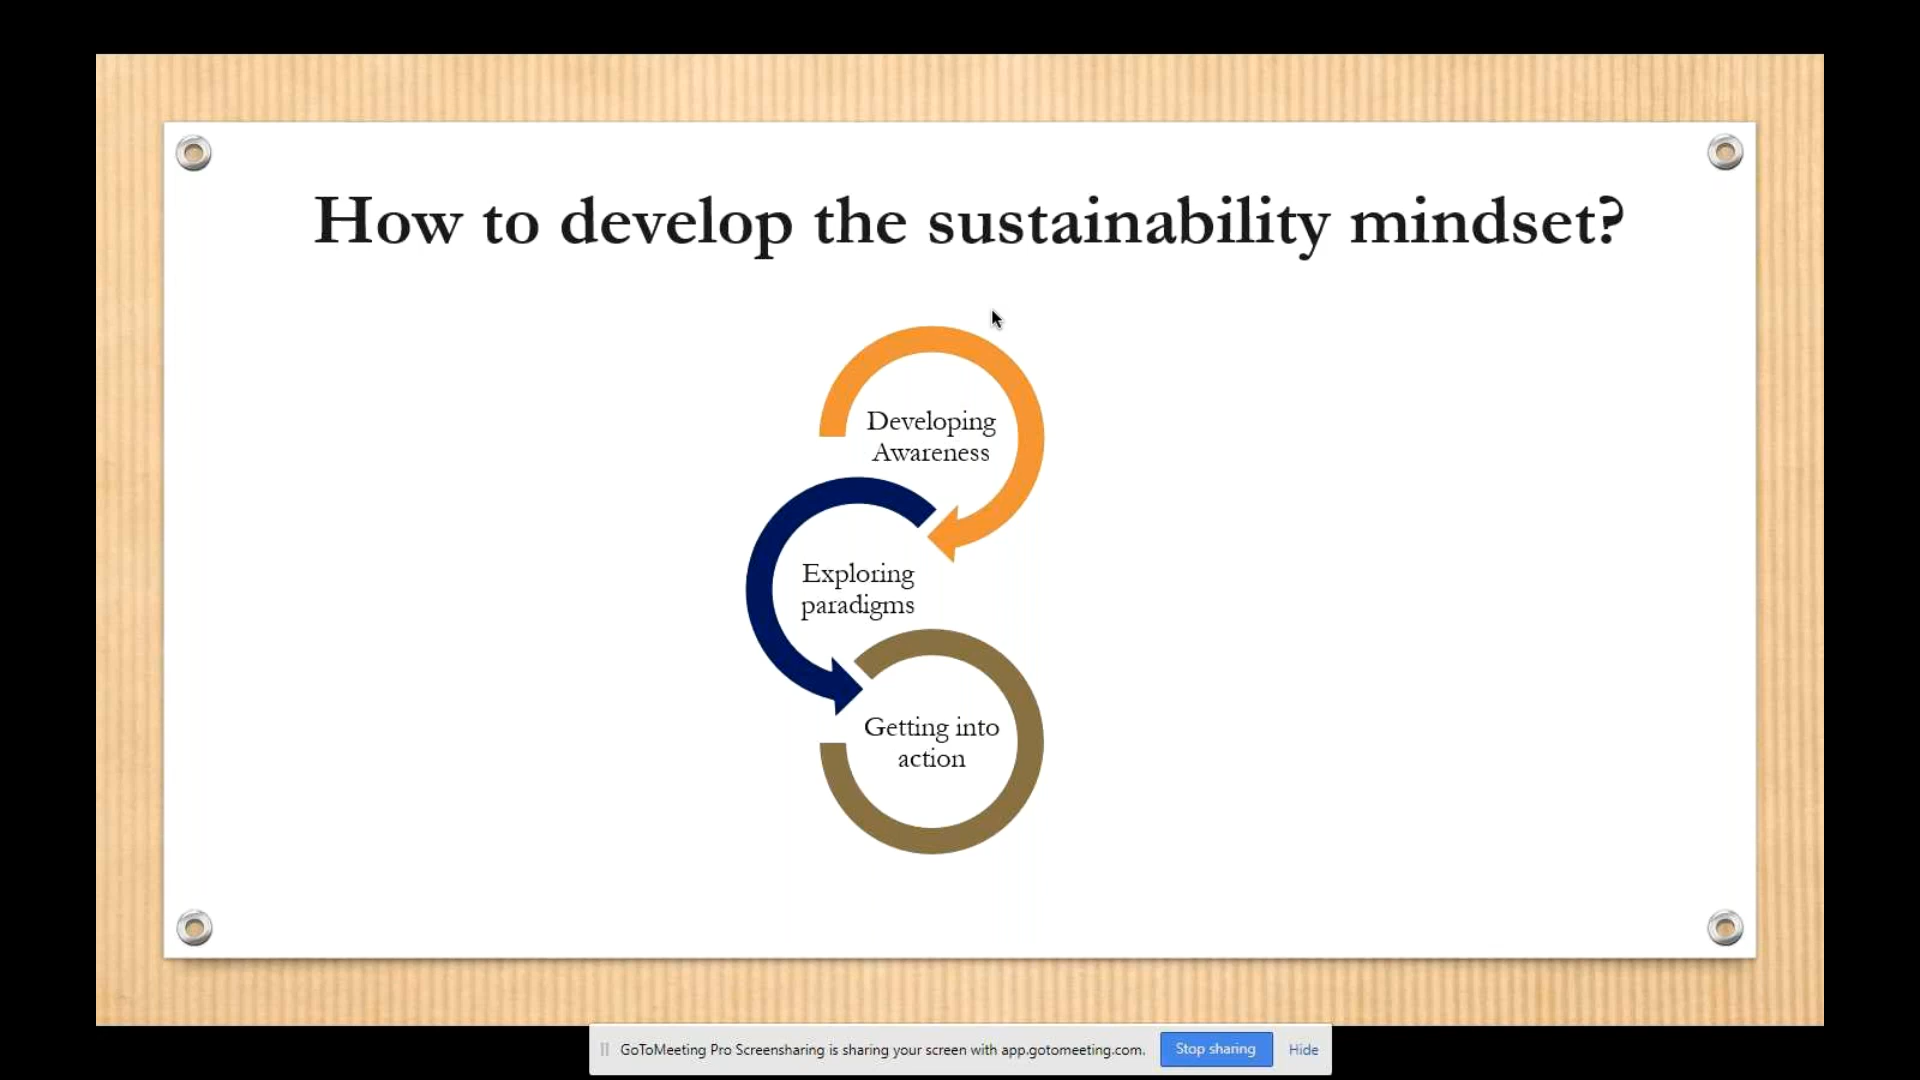 How to develop the sustainability mindset?
Developing
Awareness
Exploring
paradigms
Getting into
action
GoToMeeting Pro Screensharing is sharing your screen with app.gotomeeting.com.
Stop sharing
Hide